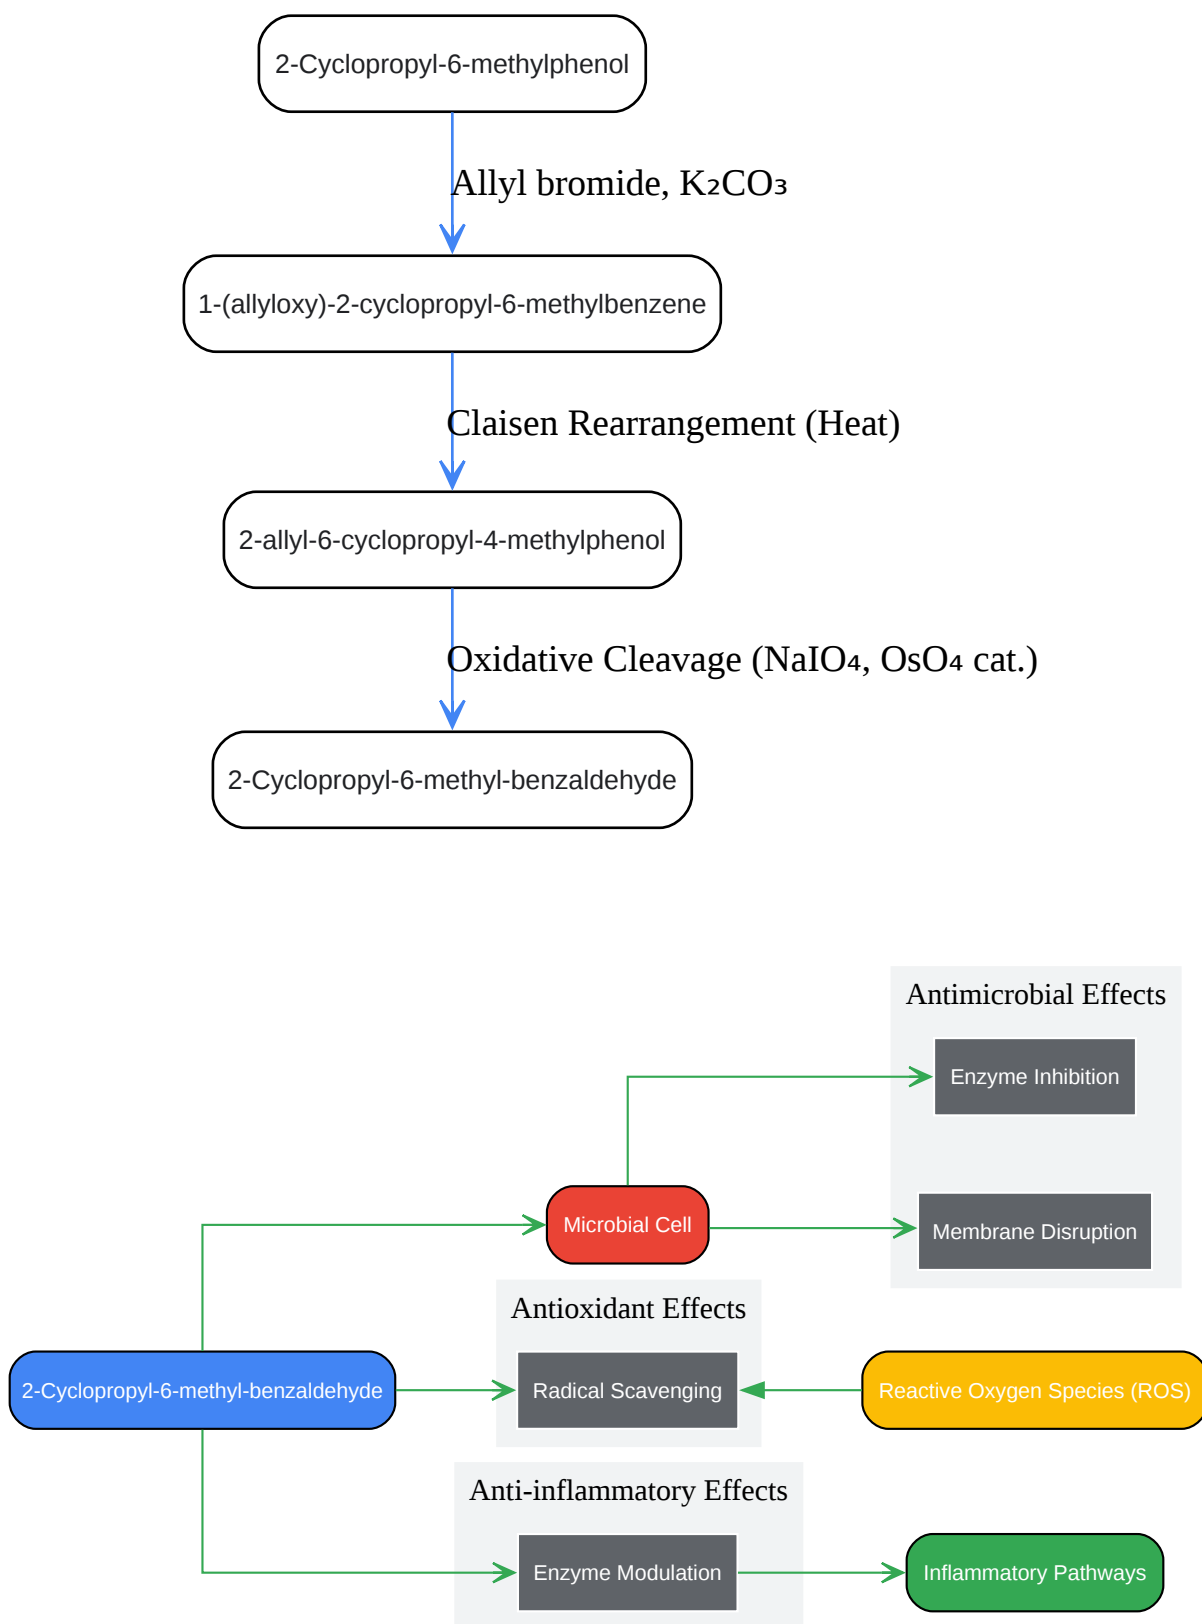 2-Cyclopropyl-6-methylphenol
Allyl bromide, K₂CO₃
1-(allyloxy)-2-cyclopropyl-6-methylbenzene
Claisen Rearrangement (Heat)
2-allyl-6-cyclopropyl-4-methylphenol
Oxidative Cleavage (NaIO₄, OsO₄ cat.)
2-Cyclopropyl-6-methyl-benzaldehyde
Antimicrobial Effects
Enzyme Inhibition
Microbial Cell
Membrane Disruption
Antioxidant Effects
2-Cyclopropyl-6-methyl-benzaldehyde
Radical Scavenging
Reactive Oxygen Species (ROS)
Anti-inflammatory Effects
Enzyme Modulation
Inflammatory Pathways